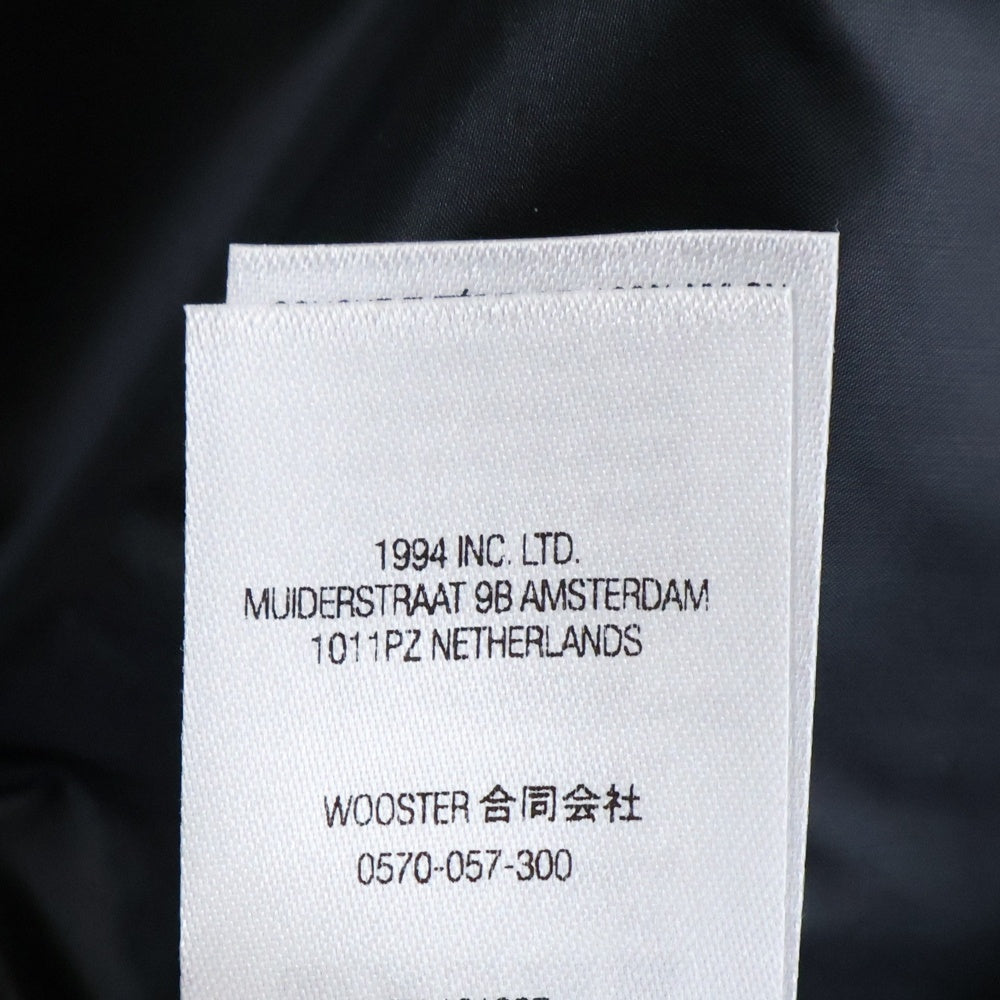 1994 INC. LTD.
MUIDERSTRAAT 9B AMSTERDAM
1011PZ NETHERLANDS
WOOSTER 合同会社
0570-057-300